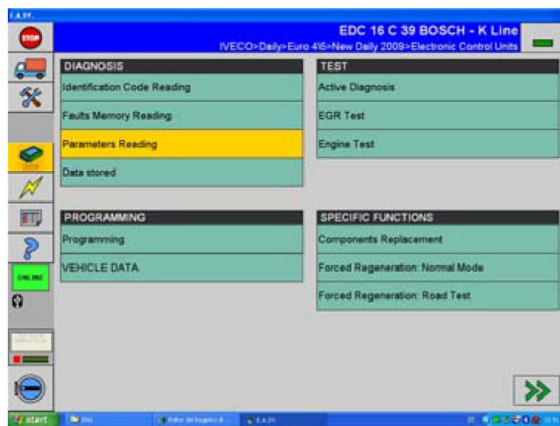 E.A.SY.
EDC 16 C 39 BOSCH - K Line
IVECO>Daily>Euro 4\5>New Daily 2009>Electronic Control Units
STOP
DIAGNOSIS
Identification Code Reading
Faults Memory Reading
Parameters Reading
Data stored
TEST
Active Diagnosis
EGR Test
Engine Test
PROGRAMMING
Programming
VEHICLE DATA
SPECIFIC FUNCTIONS
Components Replacement
Forced Regeneration: Normal Mode
Forced Regeneration: Road Test
ON LINE
start
E.A.SY.